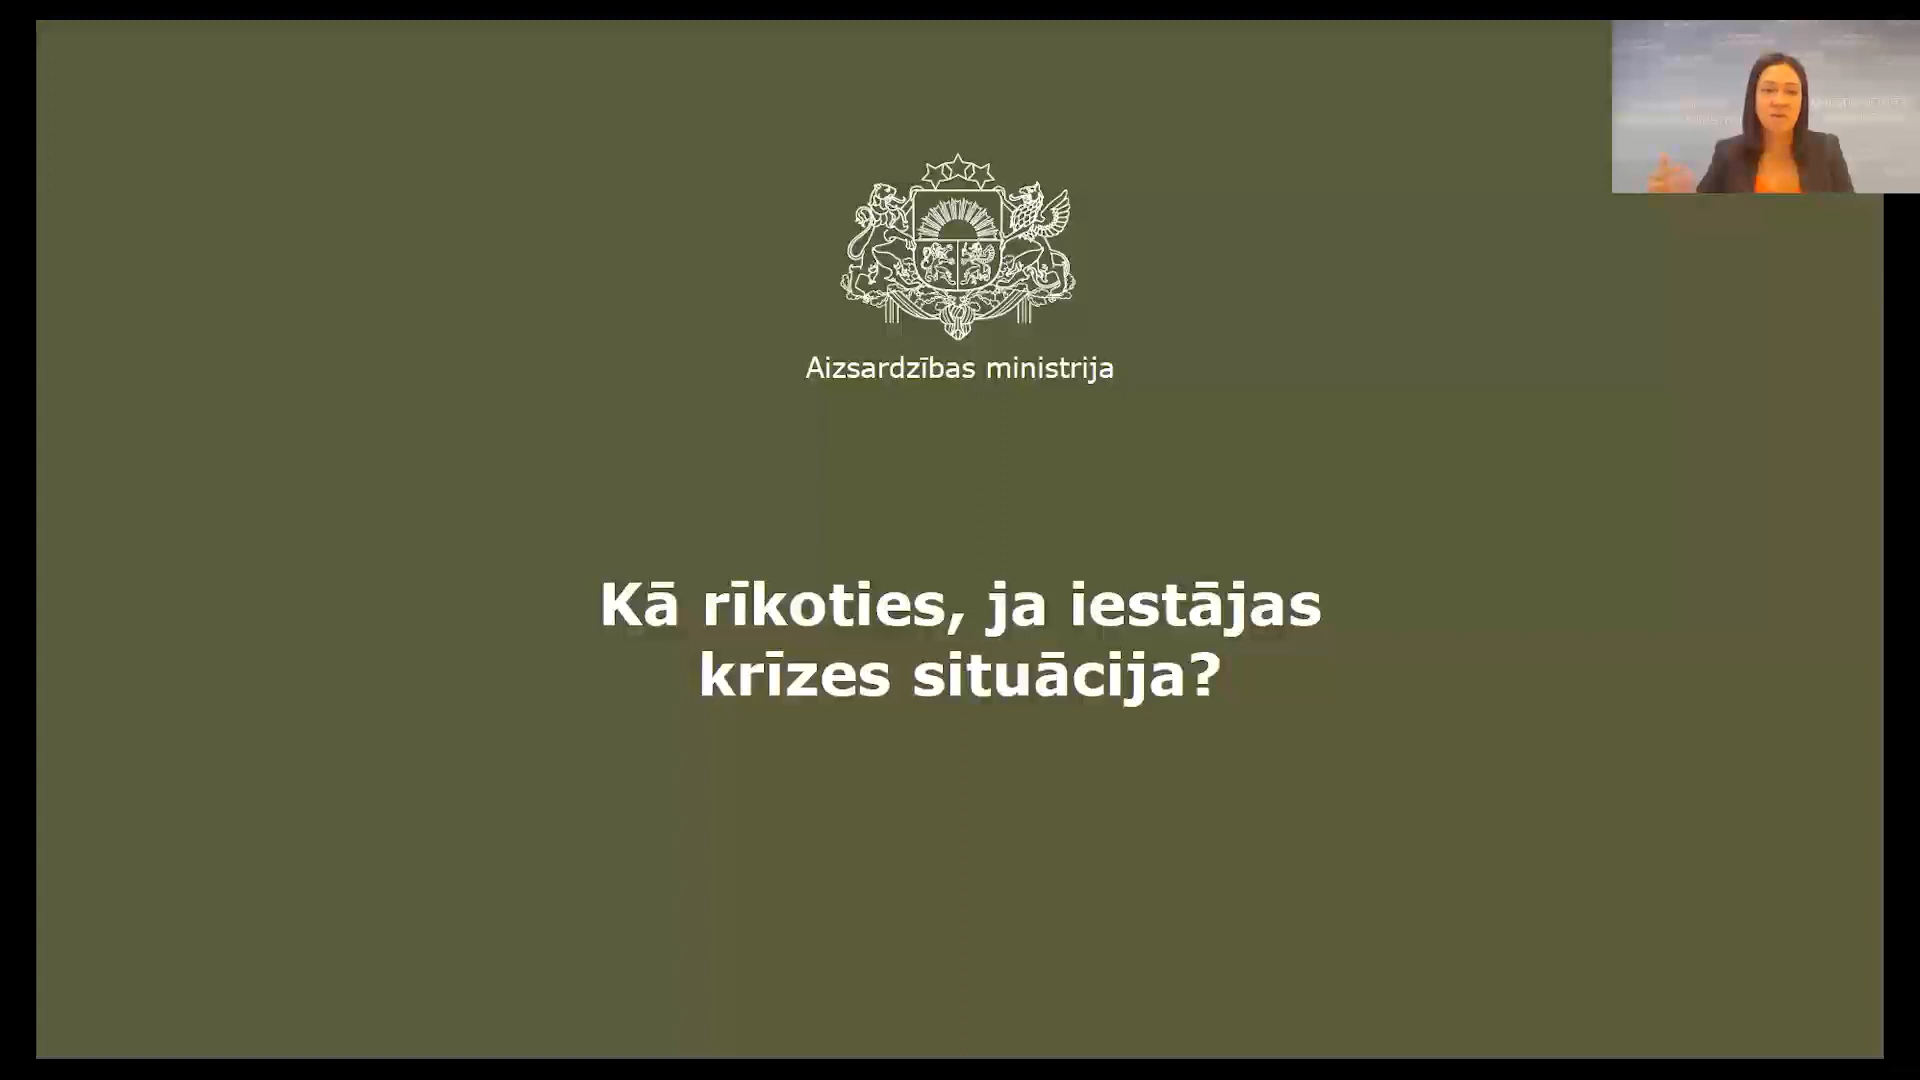 Aizsardzības ministrija
Kā rīkoties, ja iestājas
krīzes situācija?